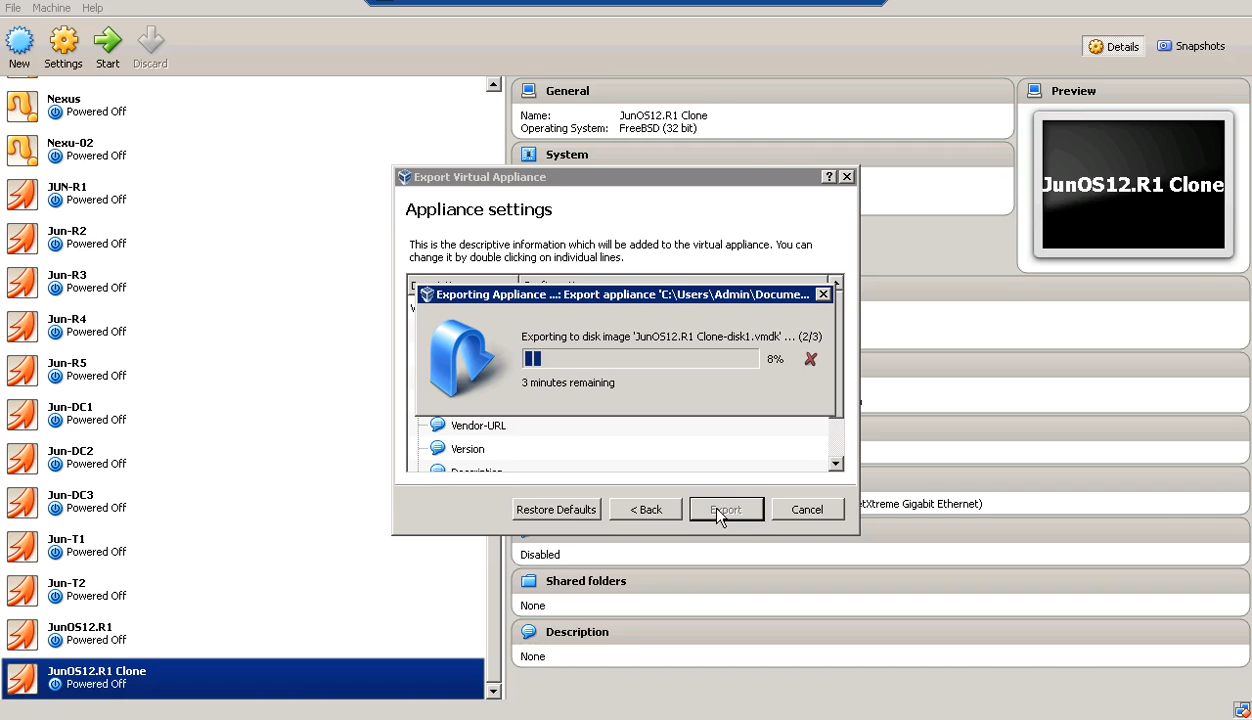 File Machine Help
New Settings Start Discard
Details Snapshots
Nexus
Powered Off
Nexu-02
Powered Off
JUN-R1
Powered Off
Jun-R2
Powered Off
Jun-R3
Powered Off
Jun-R4
Powered Off
Jun-R5
Powered Off
Jun-DC1
Powered Off
Jun-DC2
Powered Off
Jun-DC3
Powered Off
Jun-T1
Powered Off
Jun-T2
Powered Off
JunOS12.R1
Powered Off
JunOS12.R1 Clone
Powered Off
General
Name: JunOS12.R1 Clone
Operating System: FreeBSD (32 bit)
System
Preview
JunOS12.R1 Clone
Export Virtual Appliance
Appliance settings
This is the descriptive information which will be added to the virtual appliance. You can
change it by double clicking on individual lines.
Exporting Appliance ...: Export appliance 'C:\Users\Admin\Docume...
Exporting to disk image 'JunOS12.R1 Clone-disk1.vmdk' ... (2/3)
8%
3 minutes remaining
Vendor-URL
Version
Description
Restore Defaults < Back Export Cancel
etXtreme Gigabit Ethernet)
Disabled
Shared folders
None
Description
None